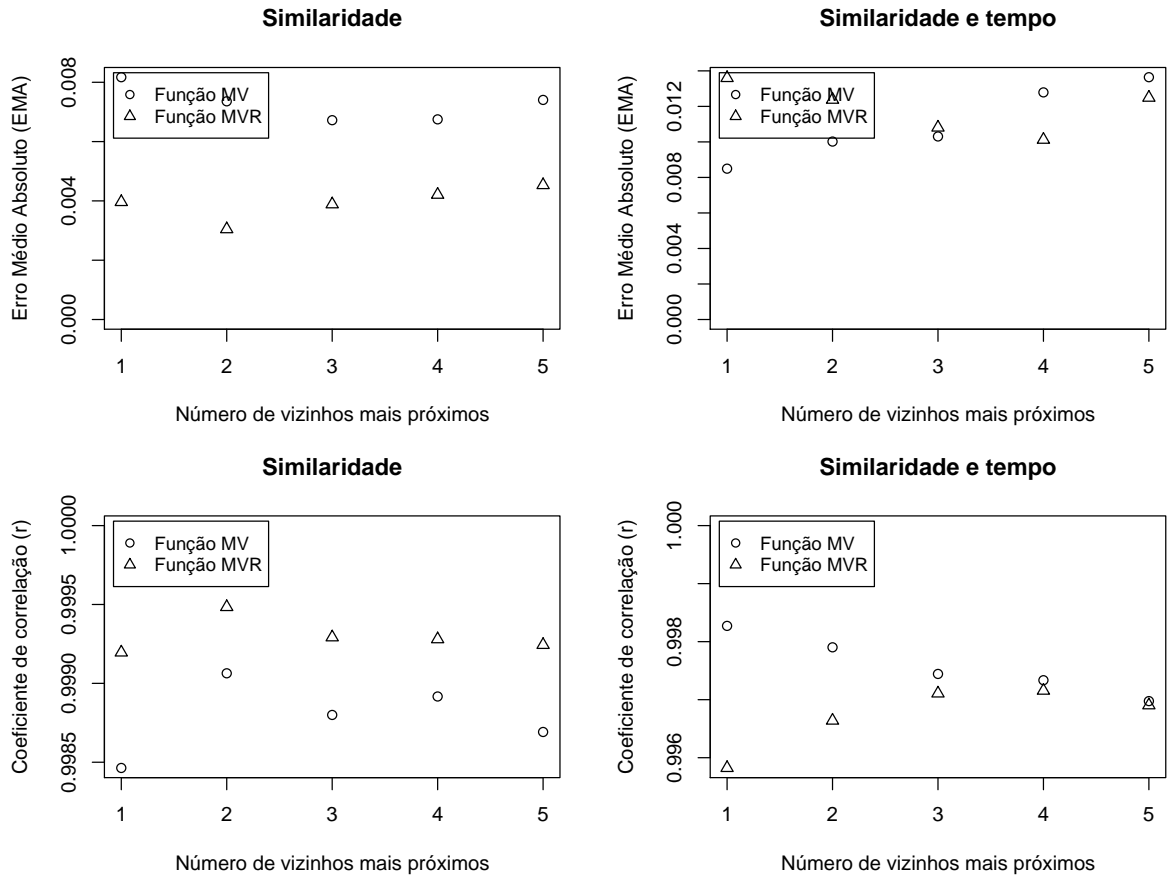 Similaridade
Erro Médio Absoluto (EMA)
0.008
0.004
0.000
Função MV
Função MVR
1 2 3 4 5
Número de vizinhos mais próximos
Similaridade e tempo
Erro Médio Absoluto (EMA)
0.012
0.008
0.004
0.000
Função MV
Função MVR
1 2 3 4 5
Número de vizinhos mais próximos
Similaridade
Coeficiente de correlação (r)
1.0000
0.9995
0.9990
0.9985
Função MV
Função MVR
1 2 3 4 5
Número de vizinhos mais próximos
Similaridade e tempo
Coeficiente de correlação (r)
1.000
0.998
0.996
Função MV
Função MVR
1 2 3 4 5
Número de vizinhos mais próximos